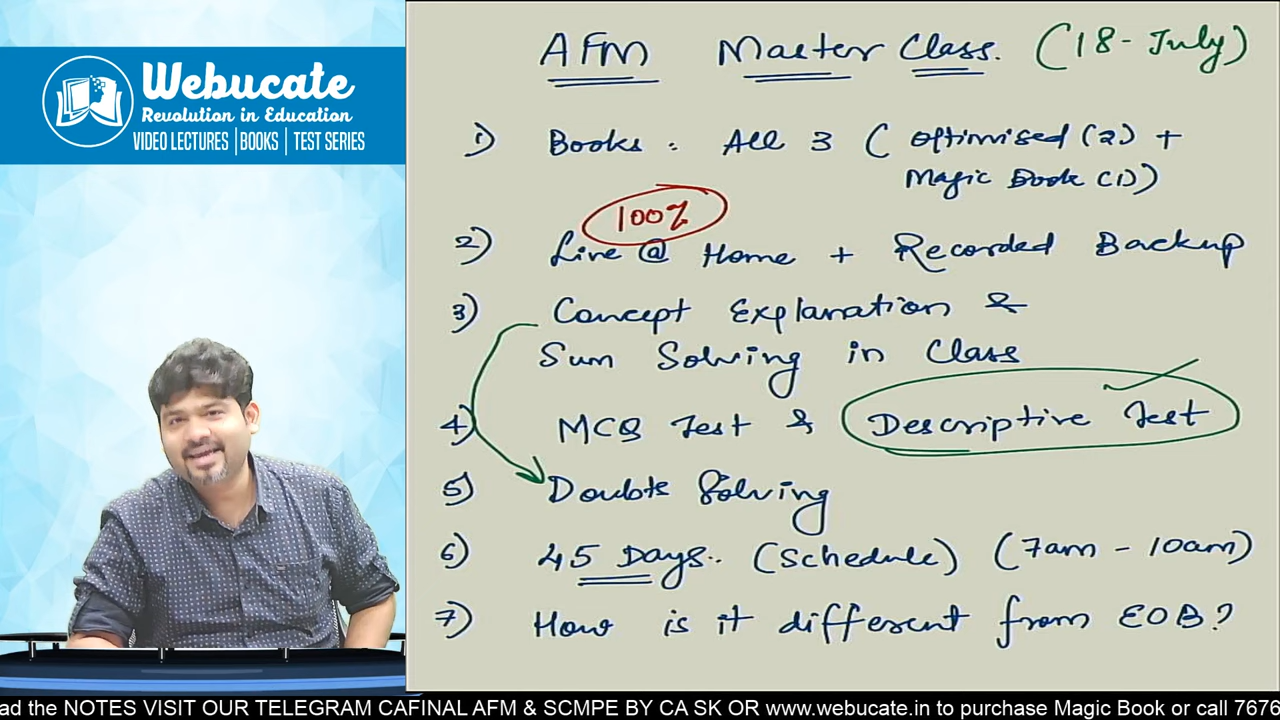 Webucate
Revolution in Education
VIDEO LECTURES | BOOKS | TEST SERIES
AFM Master Class. (18 - July)
1) Books : All 3 ( optimised (2) +
Magic Book (1) )
100%
2) Live @ Home + Recorded Backup
3) Concept Explanation &
Sum Solving in Class
4) MCQ Test & Descriptive Test
5) Doubts Solving
6) 45 Days.. (Schedule) (7am - 10am)
7) How is it different from EOB?
ad the NOTES VISIT OUR TELEGRAM CAFINAL AFM & SCMPE BY CA SK OR www.webucate.in to purchase Magic Book or call 7676